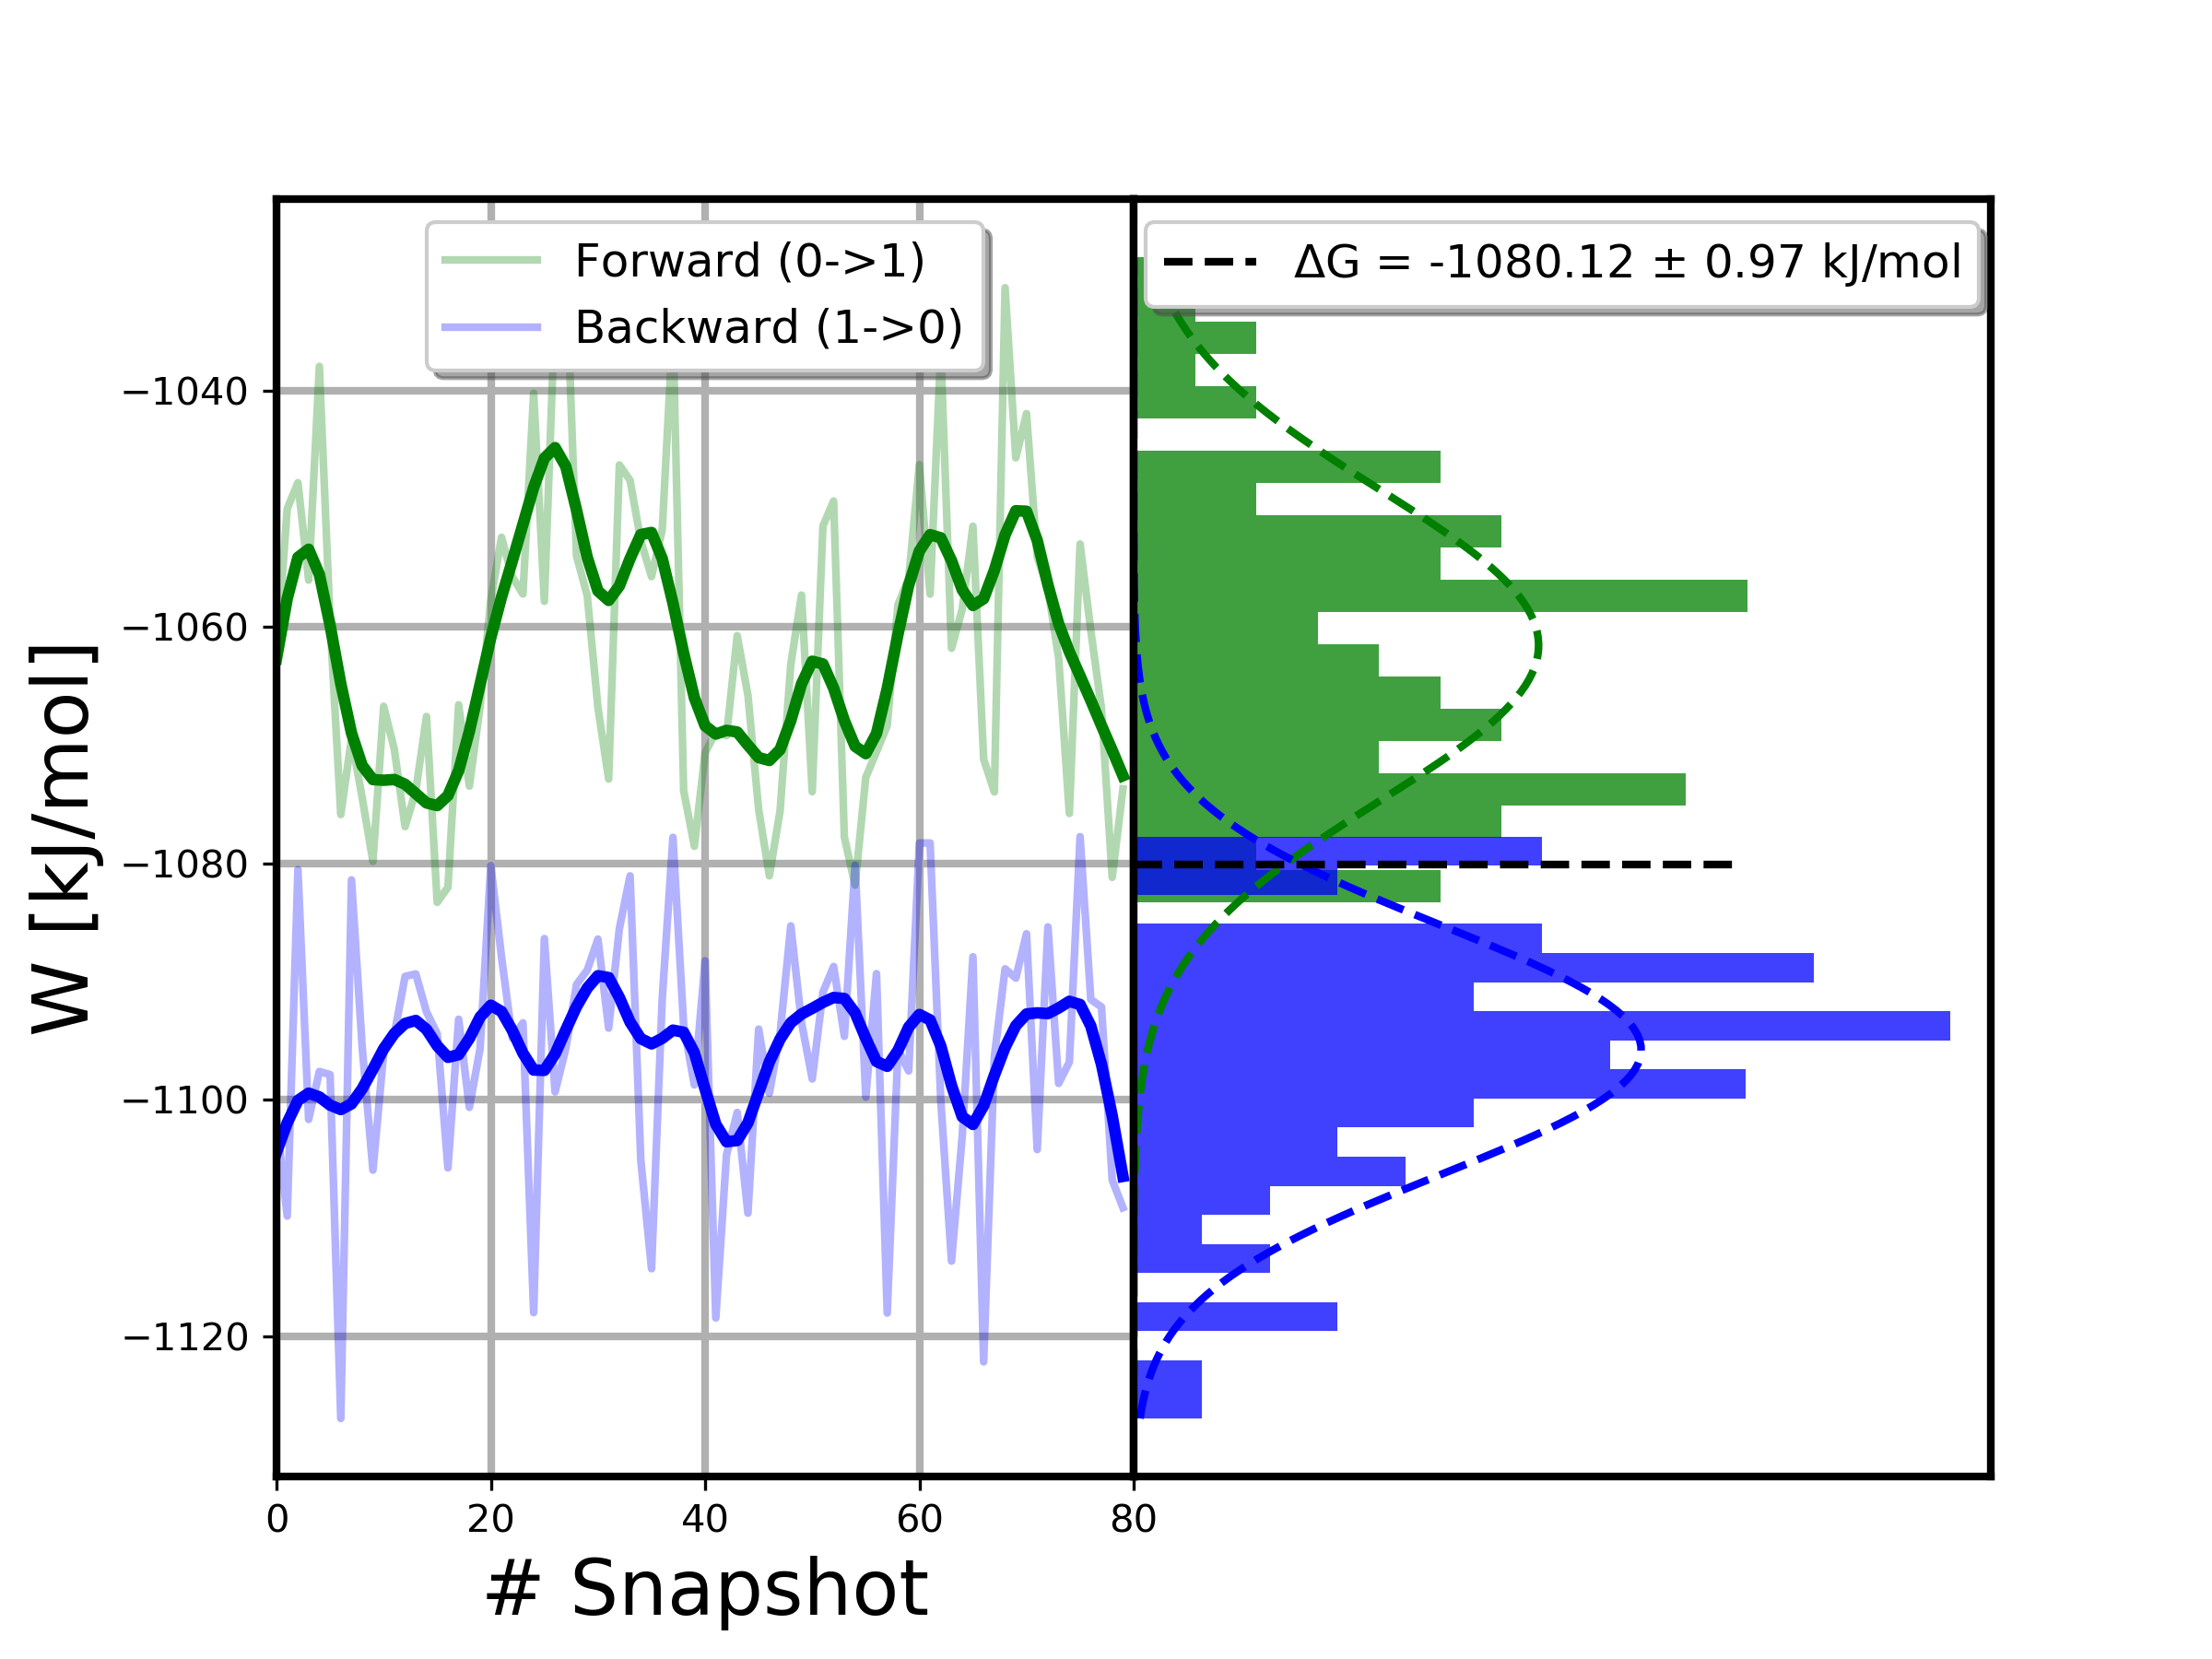 Forward (0->1)
Backward (1->0)
ΔG = -1080.12 ± 0.97 kJ/mol
−1040
−1060
−1080
−1100
−1120
W [kJ/mol]
0 20 40 60 80
# Snapshot